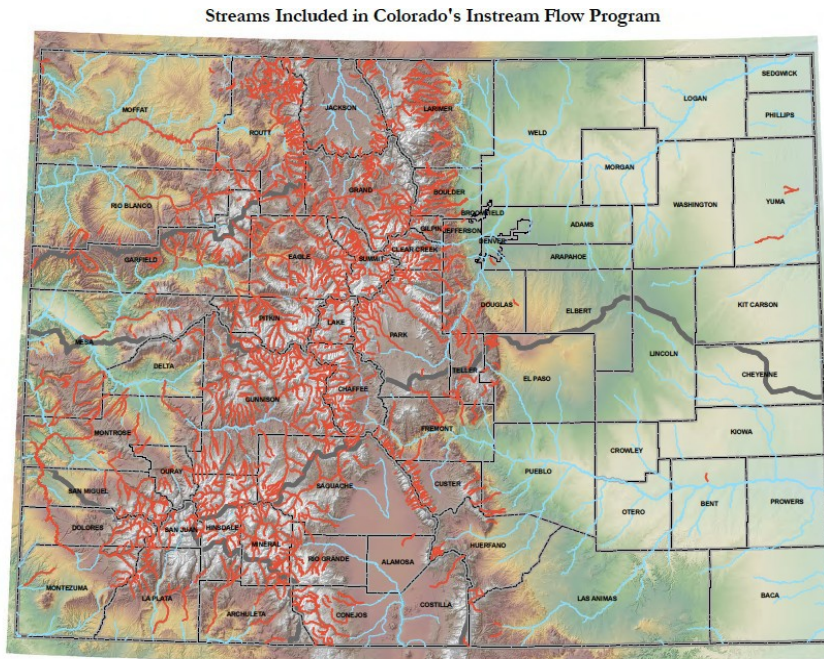 Streams Included in Colorado's Instream Flow Program
SEDGWICK
LOGAN
MOFFAT
JACKSON
LARIMER
PHILLIPS
ROUTT
WELD
MORGAN
GRAND
BOULDER
YUMA
RIO BLANCO
WASHINGTON
BROOMFIELD
GILPIN
JEFFERSON
ADAMS
DENVER
CLEAR CREEK
GARFIELD
EAGLE
SUMMIT
ARAPAHOE
DOUGLAS
ELBERT
KIT CARSON
PITKIN
LAKE
PARK
MESA
LINCOLN
DELTA
TELLER
EL PASO
CHEYENNE
CHAFFEE
GUNNISON
FREMONT
MONTROSE
KIOWA
CROWLEY
OURAY
PUEBLO
SAGUACHE
CUSTER
SAN MIGUEL
BENT
PROWERS
OTERO
DOLORES
SAN JUAN
HINSDALE
MINERAL
HUERFANO
RIO GRANDE
ALAMOSA
MONTEZUMA
LA PLATA
ARCHULETA
CONEJOS
COSTILLA
LAS ANIMAS
BACA